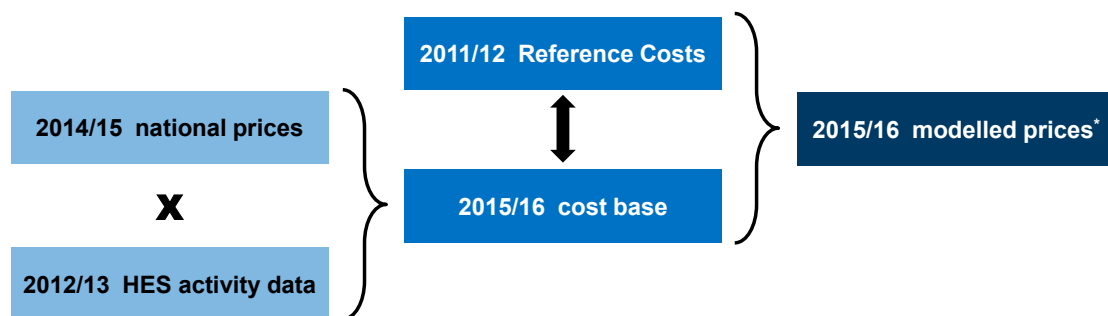 2014/15 national prices
x
2012/13 HES activity data
2011/12 Reference Costs
2015/16 cost base
2015/16 modelled prices*